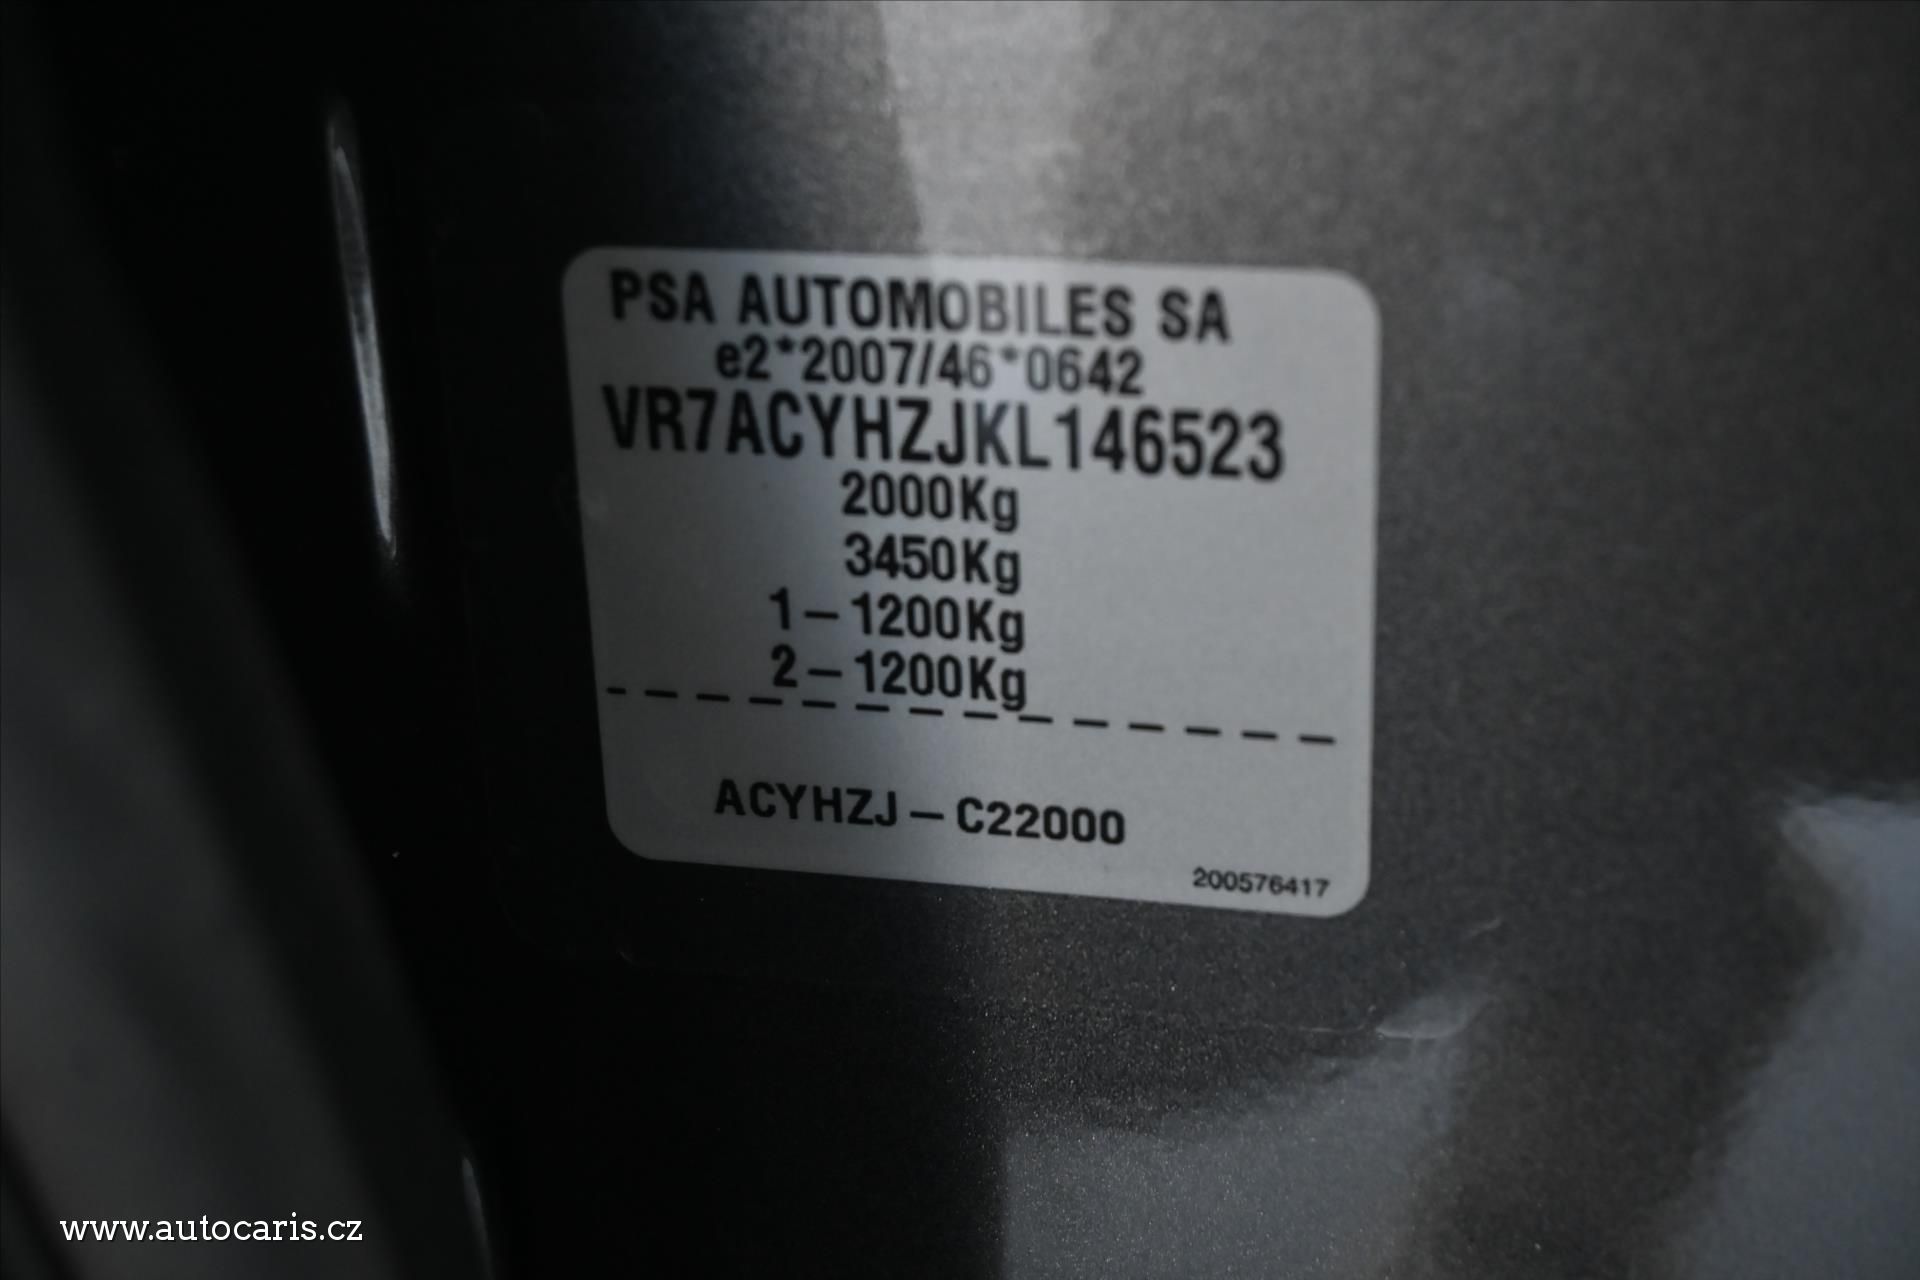 PSA AUTOMOBILES SA
e2*2007/46*0642
VR7ACYHZJKL146523
2000Kg
3450Kg
1–1200Kg
2–1200Kg
ACYHZJ–C22000
200576417
www.autocaris.cz